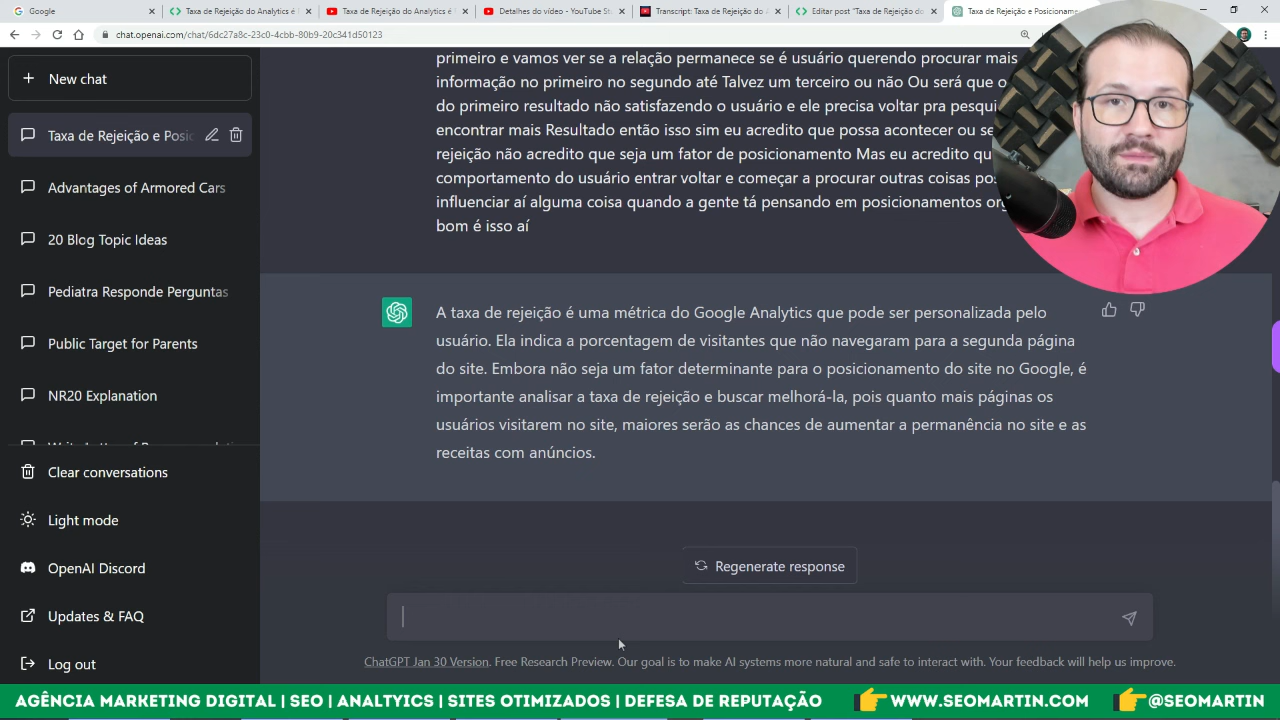 Google
Taxa de Rejeição do Analytics é
Taxa de Rejeição do Analytics é
Detalhes do vídeo - YouTube St
Transcript: Taxa de Rejeição do A
Editar post "Taxa de Rejeição do
Taxa de Rejeição e Posicioname
chat.openai.com/chat/6dc27a8c-23c0-4cbb-80b9-20c341d60123
New chat
Taxa de Rejeição e Posic
Advantages of Armored Cars
20 Blog Topic Ideas
Pediatra Responde Perguntas
Public Target for Parents
NR20 Explanation
Clear conversations
Light mode
OpenAI Discord
Updates & FAQ
Log out
primeiro e vamos ver se a relação permanece se é usuário querendo procurar mais
informação no primeiro no segundo até Talvez um terceiro ou não Ou será que o
do primeiro resultado não satisfazendo o usuário e ele precisa voltar pra pesqui
encontrar mais Resultado então isso sim eu acredito que possa acontecer ou se
rejeição não acredito que seja um fator de posicionamento Mas eu acredito qu
comportamento do usuário entrar voltar e começar a procurar outras coisas pos
influenciar aí alguma coisa quando a gente tá pensando em posicionamentos org
bom é isso aí
A taxa de rejeição é uma métrica do Google Analytics que pode ser personalizada pelo
usuário. Ela indica a porcentagem de visitantes que não navegaram para a segunda página
do site. Embora não seja um fator determinante para o posicionamento do site no Google, é
importante analisar a taxa de rejeição e buscar melhorá-la, pois quanto mais páginas os
usuários visitarem no site, maiores serão as chances de aumentar a permanência no site e as
receitas com anúncios.
Regenerate response
ChatGPT Jan 30 Version. Free Research Preview. Our goal is to make AI systems more natural and safe to interact with. Your feedback will help us improve.
AGÊNCIA MARKETING DIGITAL | SEO | ANALTYICS | SITES OTIMIZADOS | DEFESA DE REPUTAÇÃO
WWW.SEOMARTIN.COM
@SEOMARTIN